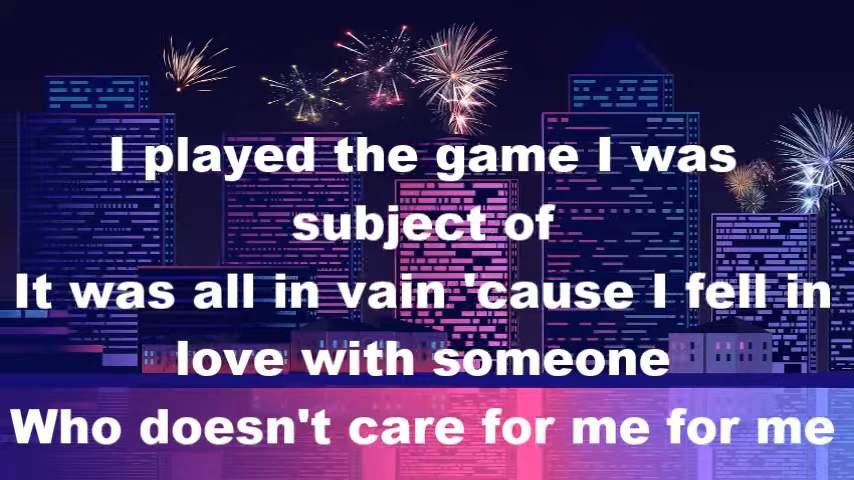 I played the game I was
subject of
It was all in vain 'cause I fell in
love with someone
Who doesn't care for me for me